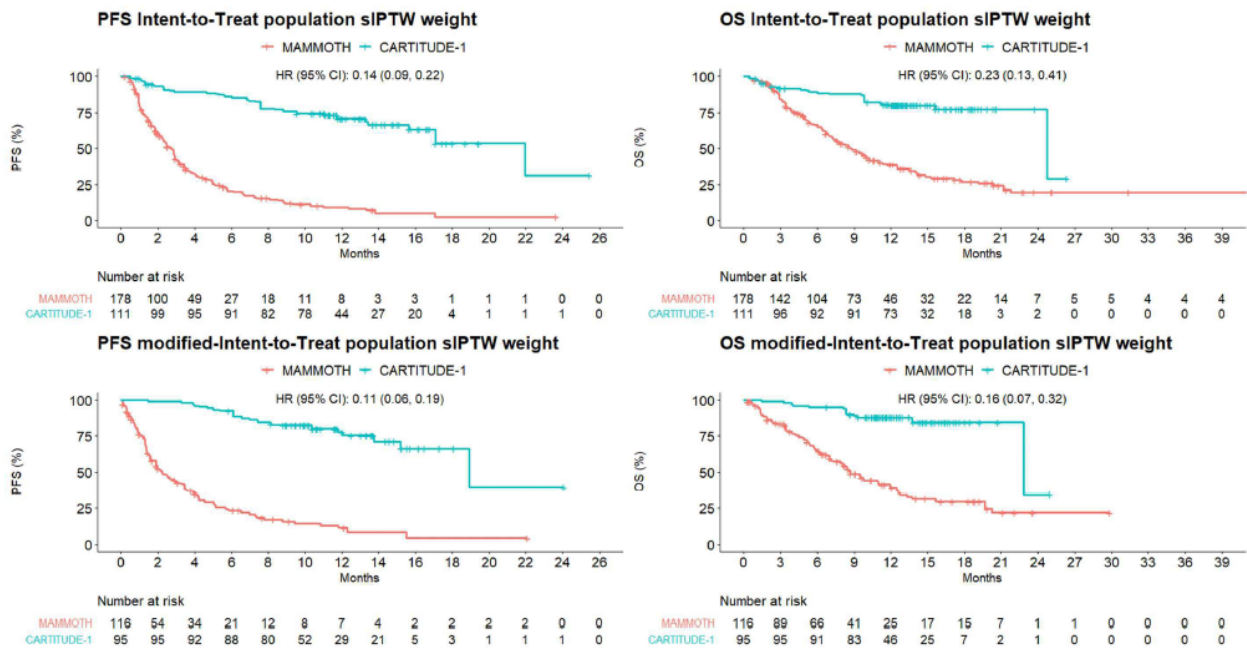 PFS Intent-to-Treat population sIPTW weight
MAMMOTH CARTITUDE-1
HR (95% CI): 0.14 (0.09, 0.22)
PFS (%)
100
75
50
25
0
0 2 4 6 8 10 12 14 16 18 20 22 24 26
Months
Number at risk
MAMMOTH 178 100 49 27 18 11 8 3 3 1 1 1 0 0
CARTITUDE-1 111 99 95 91 82 78 44 27 20 4 1 1 1 0
OS Intent-to-Treat population sIPTW weight
MAMMOTH CARTITUDE-1
HR (95% CI): 0.23 (0.13, 0.41)
OS (%)
100
75
50
25
0
0 3 6 9 12 15 18 21 24 27 30 33 36 39
Months
Number at risk
MAMMOTH 178 142 104 73 46 32 22 14 7 5 5 4 4 4
CARTITUDE-1 111 96 92 91 73 32 18 3 2 0 0 0 0 0
PFS modified-Intent-to-Treat population sIPTW weight
MAMMOTH CARTITUDE-1
HR (95% CI): 0.11 (0.06, 0.19)
PFS (%)
100
75
50
25
0
0 2 4 6 8 10 12 14 16 18 20 22 24 26
Months
Number at risk
MAMMOTH 116 54 34 21 12 8 7 4 2 2 2 2 0 0
CARTITUDE-1 95 95 92 88 80 52 29 21 5 3 1 1 1 0
OS modified-Intent-to-Treat population sIPTW weight
MAMMOTH CARTITUDE-1
HR (95% CI): 0.16 (0.07, 0.32)
OS (%)
100
75
50
25
0
0 3 6 9 12 15 18 21 24 27 30 33 36 39
Months
Number at risk
MAMMOTH 116 89 66 41 25 17 15 7 1 1 0 0 0 0
CARTITUDE-1 95 95 91 83 46 25 7 2 1 0 0 0 0 0